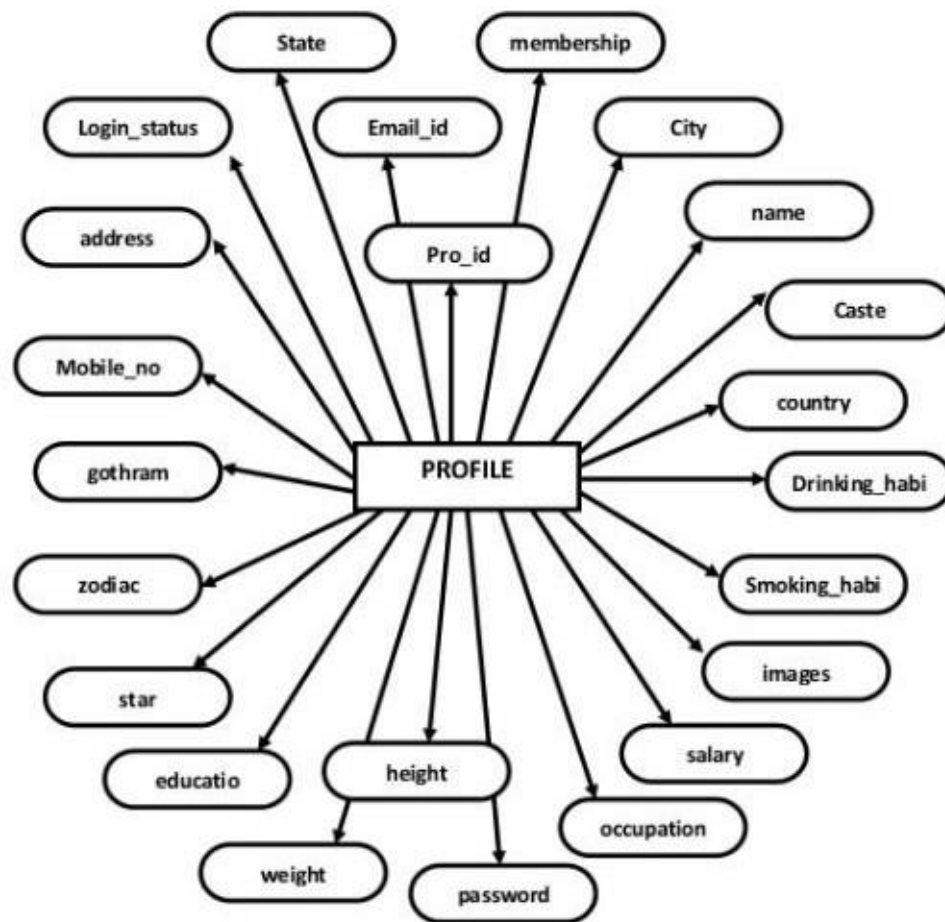 State
membership
Login_status
Email_id
City
name
address
Pro_id
Caste
Mobile_no
country
gothram
PROFILE
Drinking_habi
zodiac
Smoking_habi
images
star
salary
educatio
height
occupation
weight
password